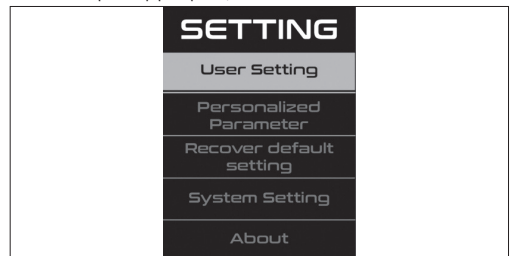 SETTING
User Setting
Personalized
Parameter
Recover default
setting
System Setting
About